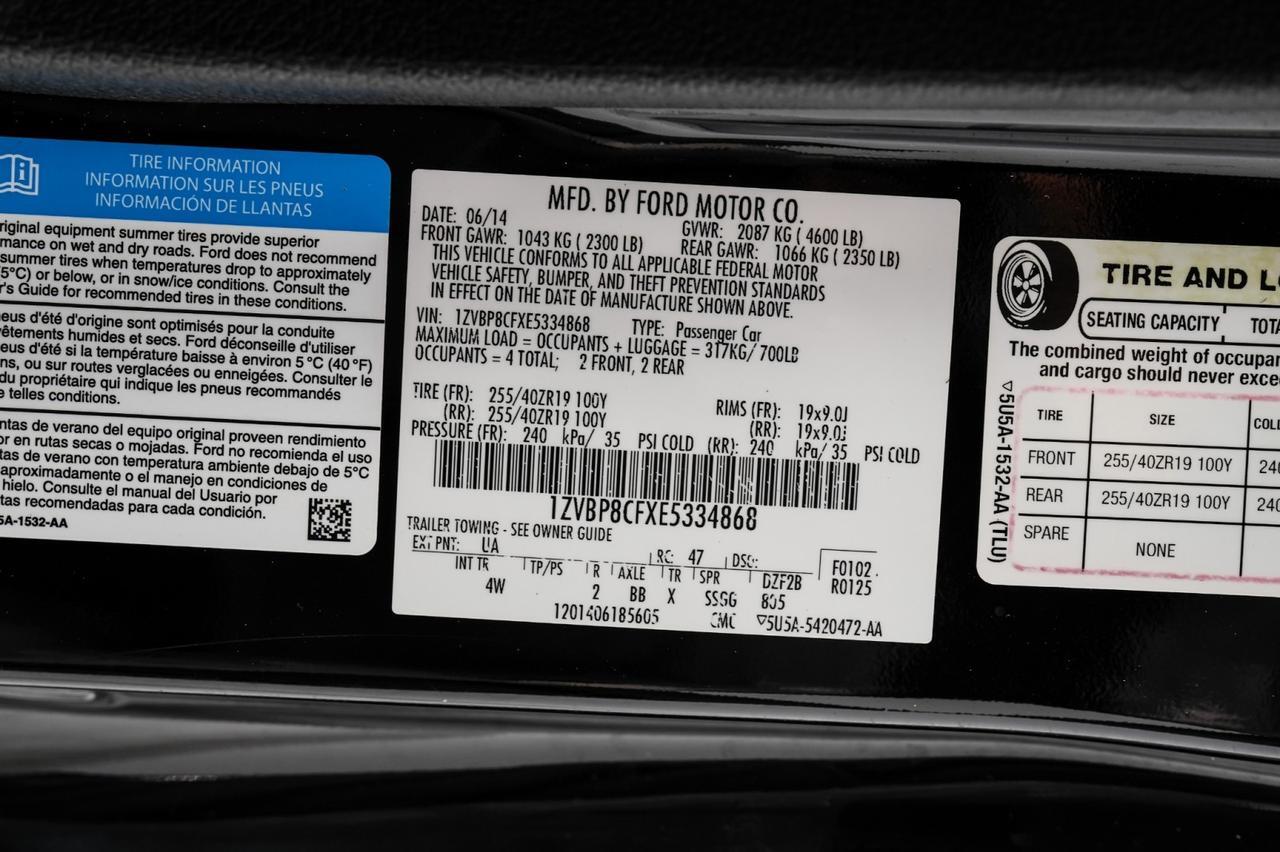 TIRE INFORMATION
INFORMATION SUR LES PNEUS
INFORMACIÓN DE LLANTAS
riginal equipment summer tires provide superior
rmance on wet and dry roads. Ford does not recommend
summer tires when temperatures drop to approximately
5°C) or below, or in snow/ice conditions. Consult the
r's Guide for recommended tires in these conditions.
neus d'été d'origine sont optimisés pour la conduite
vêtements humides et secs. Ford déconseille d'utiliser
eus d'été si la température baisse à environ 5 °C (40 °F)
ns, ou sur routes verglacées ou enneigées. Consulter le
du propriétaire qui indique les pneus recommandés
e telles conditions.
ntas de verano del equipo original proveen rendimiento
or en rutas secas o mojadas. Ford no recomienda el uso
tas de verano con temperatura ambiente debajo de 5°C
aproximadamente o el manejo en condiciones de
hielo. Consulte el manual del Usuario por
tas recomendadas para cada condición.
5A-1532-AA
MFD. BY FORD MOTOR CO.
DATE: 06/14 GVWR: 2087 KG ( 4600 LB)
FRONT GAWR: 1043 KG ( 2300 LB) REAR GAWR: 1066 KG ( 2350 LB)
THIS VEHICLE CONFORMS TO ALL APPLICABLE FEDERAL MOTOR
VEHICLE SAFETY, BUMPER, AND THEFT PREVENTION STANDARDS
IN EFFECT ON THE DATE OF MANUFACTURE SHOWN ABOVE.
VIN: 1ZVBP8CFXE5334868 TYPE: Passenger Car
MAXIMUM LOAD = OCCUPANTS + LUGGAGE = 317KG/ 700LB
OCCUPANTS = 4 TOTAL; 2 FRONT, 2 REAR
TIRE (FR): 255/40ZR19 100Y RIMS (FR): 19x9.0J
(RR): 255/40ZR19 100Y (RR): 19x9.0J
PRESSURE (FR): 240 kPa/ 35 PSI COLD (RR): 240 kPa/ 35 PSI COLD
1ZVBP8CFXE5334868
TRAILER TOWING - SEE OWNER GUIDE
EXT PNT: UA RC: 47 DSO: F0102
INT TR TP/PS R AXLE TR SPR DZF2B R0125
4W 2 BB X SSGG 805
1201406185605 CMC ▽5U5A-5420472-AA
TIRE AND LO
SEATING CAPACITY TOTA
The combined weight of occupan
and cargo should never excee
TIRE SIZE COLD
FRONT 255/40ZR19 100Y 240
REAR 255/40ZR19 100Y 240
SPARE NONE
▽5U5A-1532-AA (TLU)